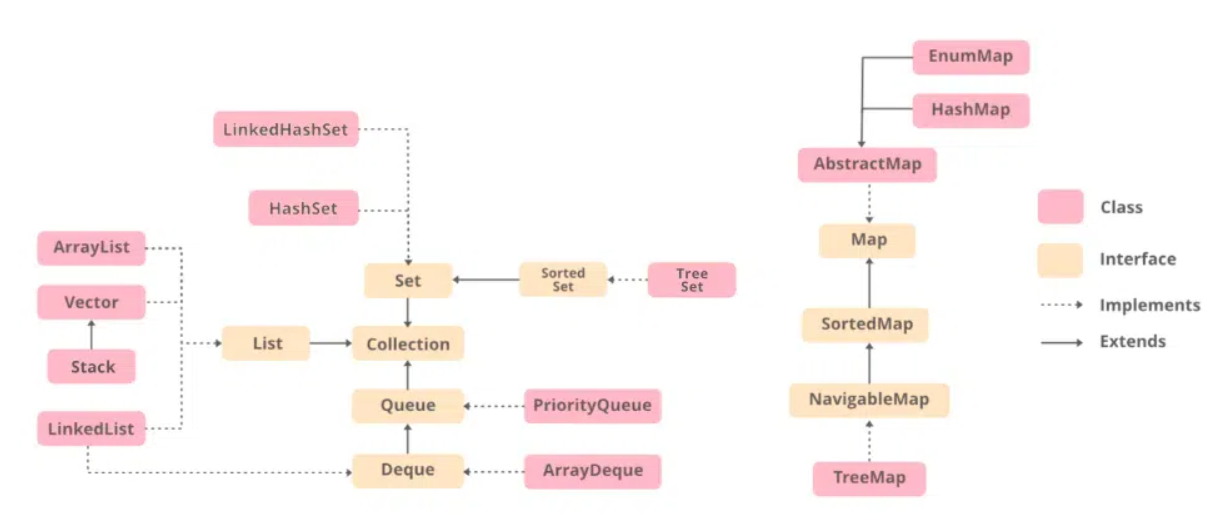 EnumMap
HashMap
LinkedHashSet
AbstractMap
HashSet
Class
Map
ArrayList
Interface
Set
Sorted
Set
Tree
Set
Vector
Implements
SortedMap
List
Collection
Extends
Stack
Queue
PriorityQueue
NavigableMap
LinkedList
Deque
ArrayDeque
TreeMap